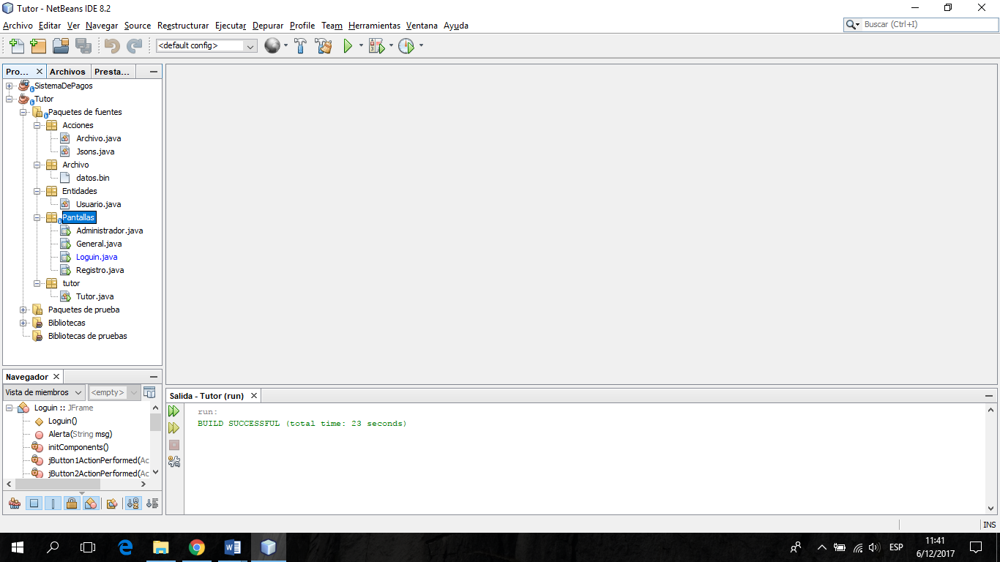 Tutor - NetBeans IDE 8.2
Archivo Editar Ver Navegar Source Reestructurar Ejecutar Depurar Profile Team Herramientas Ventana Ayuda
Buscar (Ctrl+I)
<default config>
Pro... Archivos Presta...
SistemaDePagos
Tutor
Paquetes de fuentes
Acciones
Archivo.java
Jsons.java
Archivo
datos.bin
Entidades
Usuario.java
Pantallas
Administrador.java
General.java
Loguin.java
Registro.java
tutor
Tutor.java
Paquetes de prueba
Bibliotecas
Bibliotecas de pruebas
Navegador
Vista de miembros <empty>
Loguin :: JFrame
Loguin()
Alerta(String msg)
initComponents()
jButton1ActionPerformed(Ac
jButton2ActionPerformed(Ac
Salida - Tutor (run)
run:
BUILD SUCCESSFUL (total time: 23 seconds)
INS
ESP
11:41
6/12/2017